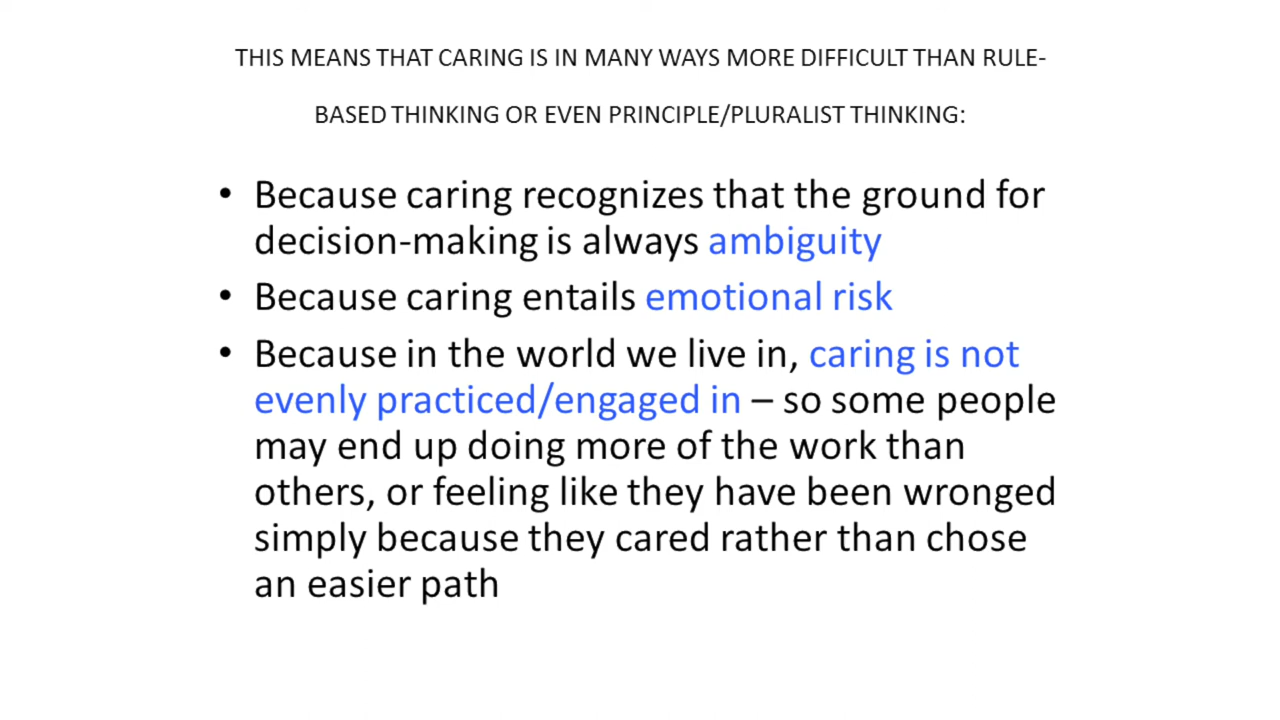 THIS MEANS THAT CARING IS IN MANY WAYS MORE DIFFICULT THAN RULE-
BASED THINKING OR EVEN PRINCIPLE/PLURALIST THINKING:
• Because caring recognizes that the ground for
decision-making is always ambiguity
• Because caring entails emotional risk
• Because in the world we live in, caring is not
evenly practiced/engaged in – so some people
may end up doing more of the work than
others, or feeling like they have been wronged
simply because they cared rather than chose
an easier path